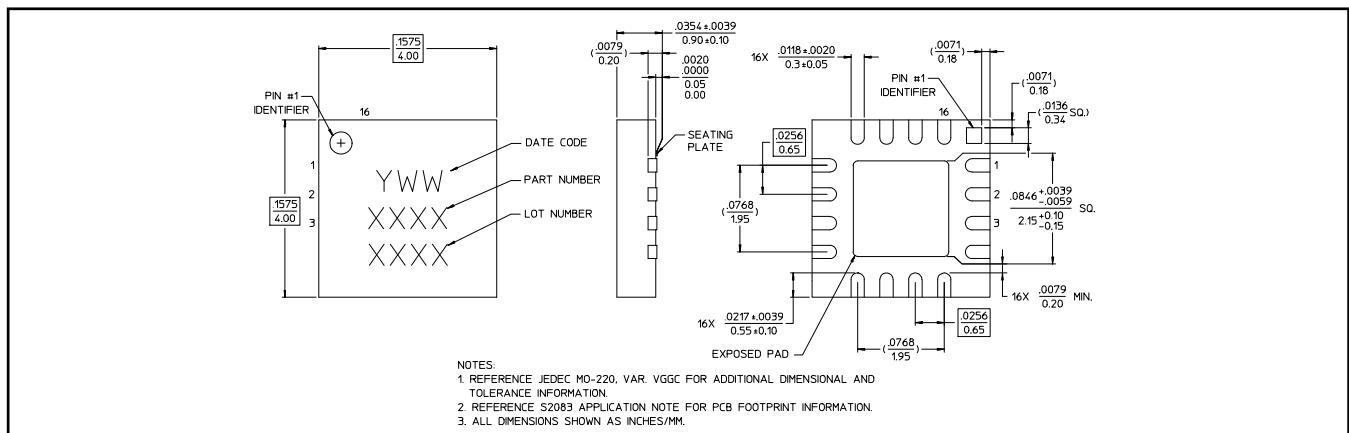 .1575
4.00
PIN #1
IDENTIFIER
16
1
2
3
.1575
4.00
YWW
XXXX
XXXX
DATE CODE
PART NUMBER
LOT NUMBER
.0354±.0039
0.90±0.10
(.0079
0.20)
.0020
.0000
0.05
0.00
SEATING
PLATE
16X .0118±.0020
0.3±0.05
(.0071
0.18)
PIN #1
IDENTIFIER
16
(.0071
0.18)
(.0136
0.34 SQ.)
.0256
0.65
(.0768
1.95)
1
2
3
.0846 +.0039
-.0059
2.15 +0.10
-0.15
SQ.
16X .0217±.0039
0.55±0.10
16X .0079
0.20 MIN.
.0256
0.65
(.0768
1.95)
EXPOSED PAD
NOTES:
1. REFERENCE JEDEC MO-220, VAR. VGGC FOR ADDITIONAL DIMENSIONAL AND
TOLERANCE INFORMATION.
2. REFERENCE S2083 APPLICATION NOTE FOR PCB FOOTPRINT INFORMATION.
3. ALL DIMENSIONS SHOWN AS INCHES/MM.